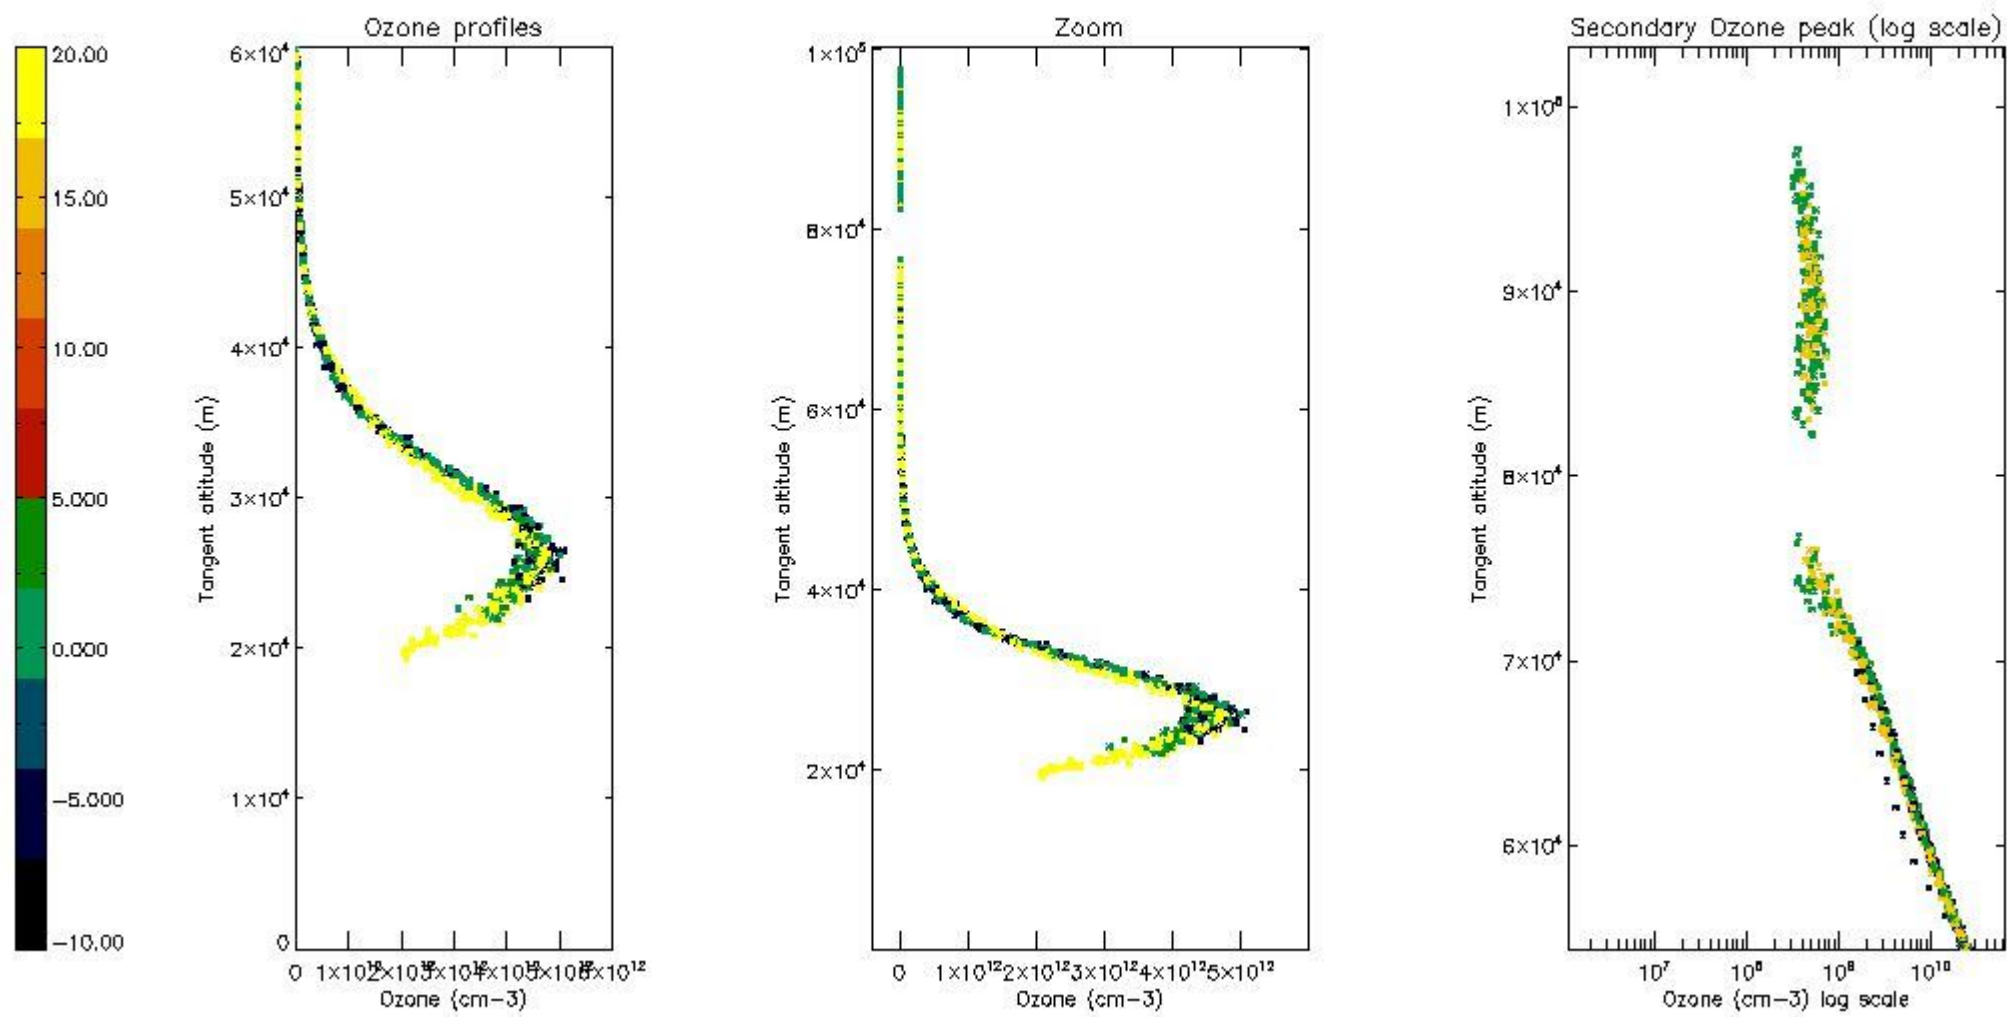 Ozone profiles
Zoom
Secondary Ozone peak (log scale)
20.00
15.00
10.00
5.000
0.000
-5.000
-10.00
6×10⁴
5×10⁴
4×10⁴
3×10⁴
2×10⁴
1×10⁴
0
Tangent altitude (m)
0
Ozone (cm-3)
1×10⁵
8×10⁴
6×10⁴
4×10⁴
2×10⁴
Tangent altitude (m)
0 1×10¹² 2×10¹² 3×10¹² 4×10¹² 5×10¹²
Ozone (cm-3)
9×10⁴
8×10⁴
7×10⁴
6×10⁴
Tangent altitude (m)
10⁷ 10⁸ 10⁹ 10¹⁰
Ozone (cm-3) log scale